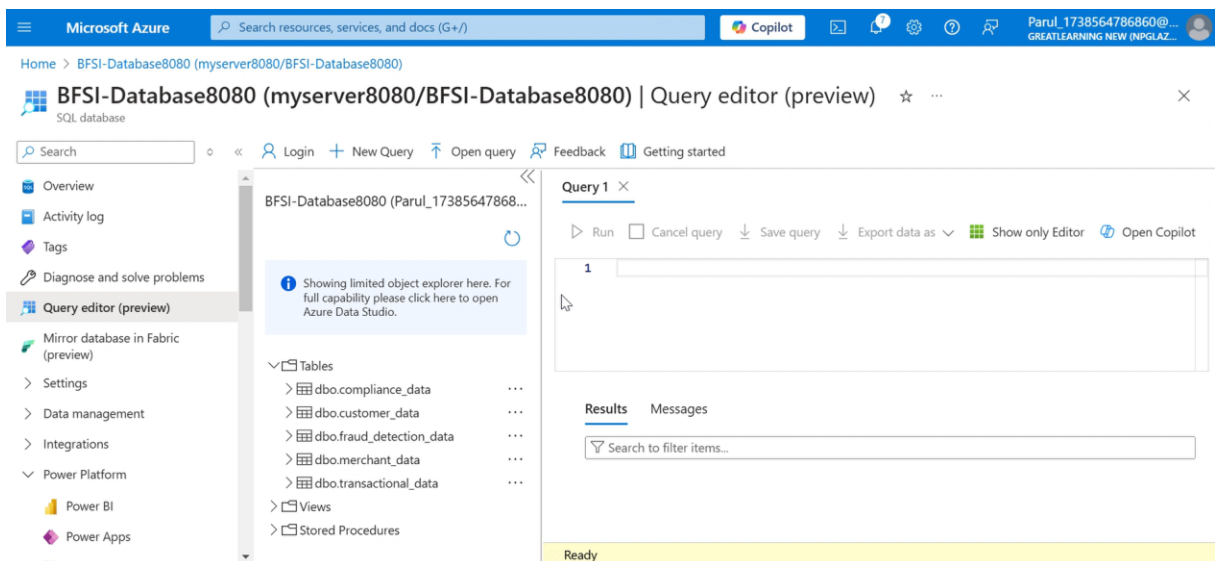 Microsoft Azure
Search resources, services, and docs (G+/)
Copilot
7
Parul_1738564786860@...
GREATLEARNING NEW (NPGLAZ...
Home > BFSI-Database8080 (myserver8080/BFSI-Database8080)
BFSI-Database8080 (myserver8080/BFSI-Database8080) | Query editor (preview)
SQL database
Search
Login
New Query
Open query
Feedback
Getting started
Overview
Activity log
Tags
Diagnose and solve problems
Query editor (preview)
Mirror database in Fabric
(preview)
Settings
Data management
Integrations
Power Platform
Power BI
Power Apps
BFSI-Database8080 (Parul_17385647868...
Showing limited object explorer here. For
full capability please click here to open
Azure Data Studio.
Tables
dbo.compliance_data
dbo.customer_data
dbo.fraud_detection_data
dbo.merchant_data
dbo.transactional_data
Views
Stored Procedures
Query 1
Run
Cancel query
Save query
Export data as
Show only Editor
Open Copilot
1
Results
Messages
Search to filter items...
Ready